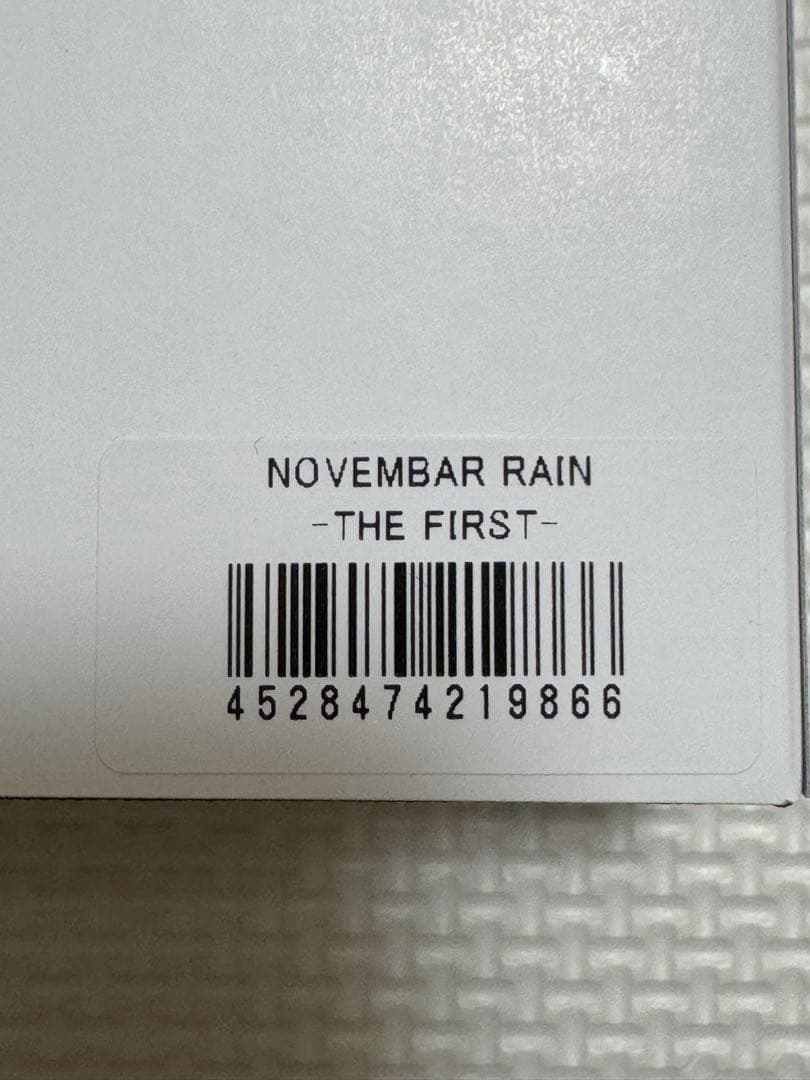 NOVEMBAR RAIN
-THE FIRST-
4528474219866